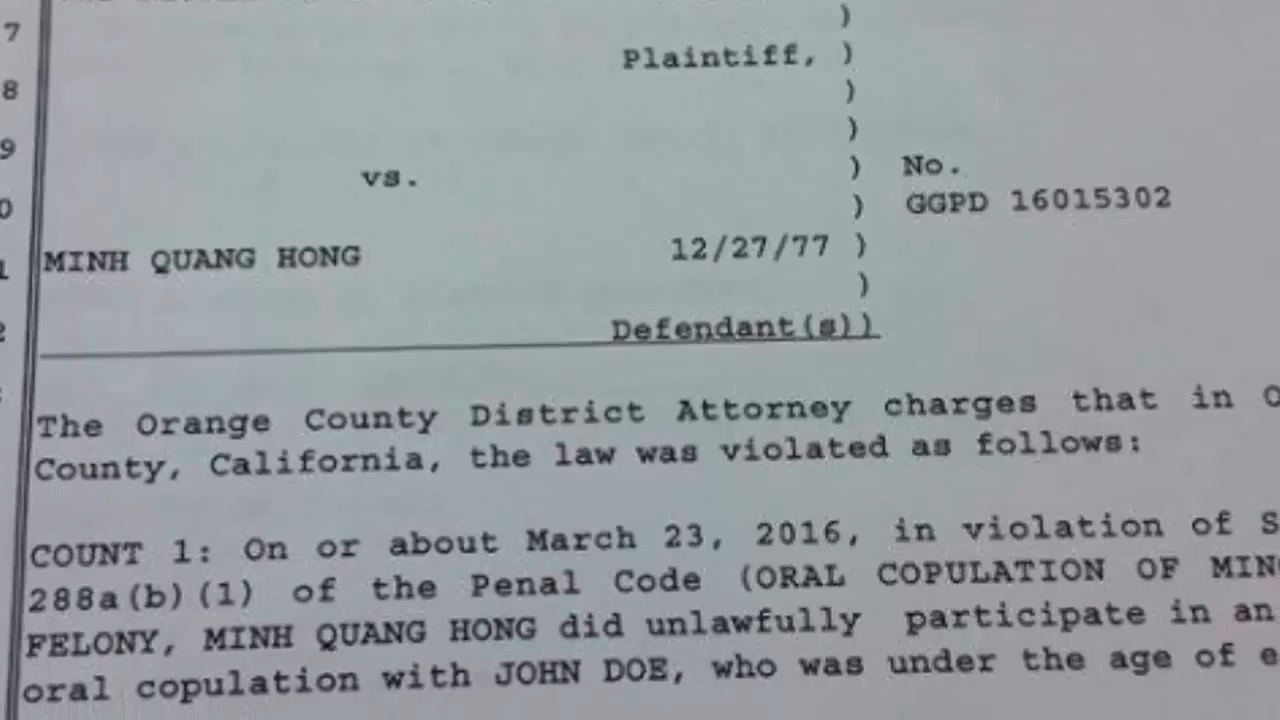 7
)
Plaintiff, )
8
)
9
)
vs.
) No.
0
) GGPD 16015302
1
MINH QUANG HONG 12/27/77 )
)
2
Defendant(s))
The Orange County District Attorney charges that in O
County, California, the law was violated as follows:
COUNT 1: On or about March 23, 2016, in violation of S
288a(b)(1) of the Penal Code (ORAL COPULATION OF MINO
FELONY, MINH QUANG HONG did unlawfully participate in an
oral copulation with JOHN DOE, who was under the age of e